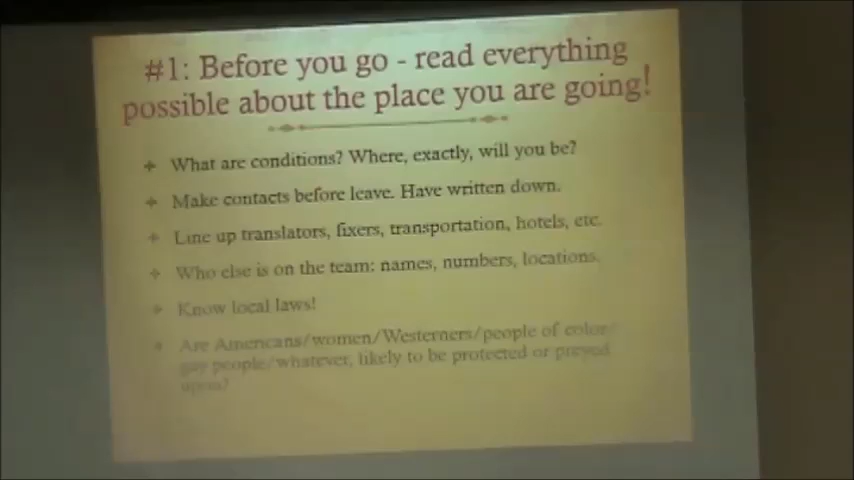 #1: Before you go - read everything
possible about the place you are going!
What are conditions? Where, exactly, will you be?
Make contacts before leave. Have written down.
Line up translators, fixers, transportation, hotels, etc.
Who else is on the team: names, numbers, locations.
Know local laws!
Are Americans/women/Westerners/people of color/
gay people/whatever, likely to be protected or preyed
upon?